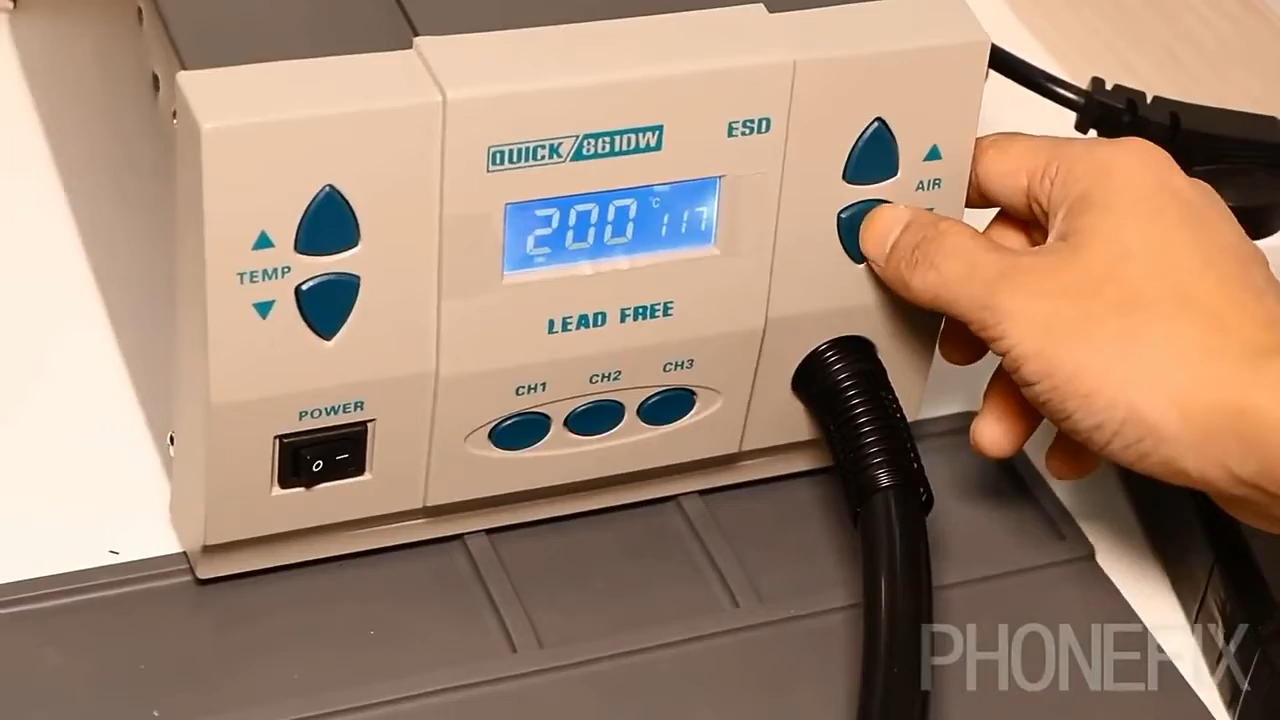 QUICK 861DW
ESD
200 °C 117
TEMP
AIR
LEAD FREE
CH1 CH2 CH3
POWER
PHONEFIX